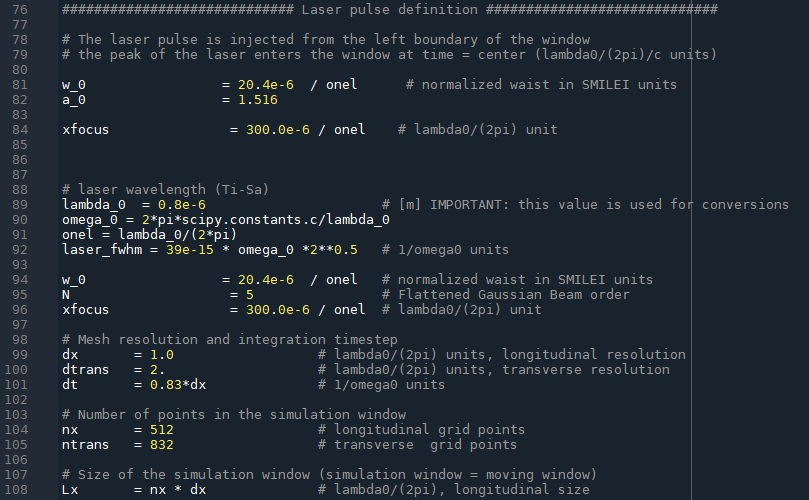 76 ############################# Laser pulse definition #############################
77
78 # The laser pulse is injected from the left boundary of the window
79 # the peak of the laser enters the window at time = center (lambda0/(2pi)/c units)
80
81 w_0 = 20.4e-6 / onel # normalized waist in SMILEI units
82 a_0 = 1.516
83
84 xfocus = 300.0e-6 / onel # lambda0/(2pi) unit
85
86
87
88 # laser wavelength (Ti-Sa)
89 lambda_0 = 0.8e-6 # [m] IMPORTANT: this value is used for conversions
90 omega_0 = 2*pi*scipy.constants.c/lambda_0
91 onel = lambda_0/(2*pi)
92 laser_fwhm = 39e-15 * omega_0 *2**0.5 # 1/omega0 units
93
94 w_0 = 20.4e-6 / onel # normalized waist in SMILEI units
95 N = 5 # Flattened Gaussian Beam order
96 xfocus = 300.0e-6 / onel # lambda0/(2pi) unit
97
98 # Mesh resolution and integration timestep
99 dx = 1.0 # lambda0/(2pi) units, longitudinal resolution
100 dtrans = 2. # lambda0/(2pi) units, transverse resolution
101 dt = 0.83*dx # 1/omega0 units
102
103 # Number of points in the simulation window
104 nx = 512 # longitudinal grid points
105 ntrans = 832 # transverse grid points
106
107 # Size of the simulation window (simulation window = moving window)
108 Lx = nx * dx # lambda0/(2pi), longitudinal size